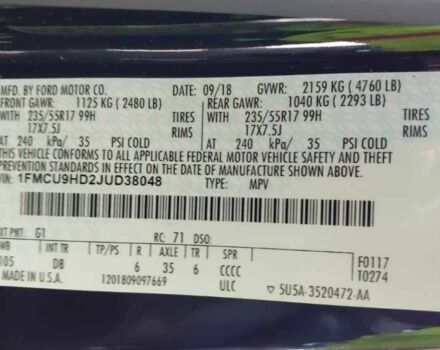 MFD. BY FORD MOTOR CO. DATE: 09/18 GVWR: 2159 KG ( 4760 LB)
FRONT GAWR: 1125 KG ( 2480 LB) REAR GAWR: 1040 KG ( 2293 LB)
WITH 235/55R17 99H TIRES WITH 235/55R17 99H TIRES
17X7.5J RIMS 17X7.5J RIMS
AT 240 kPa/ 35 PSI COLD AT 240 kPa/ 35 PSI COLD
THIS VEHICLE CONFORMS TO ALL APPLICABLE FEDERAL MOTOR VEHICLE SAFETY AND THEFT
PREVENTION STANDARDS IN EFFECT ON THE DATE OF MANUFACTURE SHOWN ABOVE.
1FMCU9HD2JUD38048 TYPE: MPV
EXT PNT: G1 RC: 71 DSO:
WB INT TR TP/PS R AXLE TR SPR F0117
105 DB 6 35 6 CCCC T0274
MADE IN U.S.A. 1201809097669 ULC ▽ 5U5A-3520472-AA